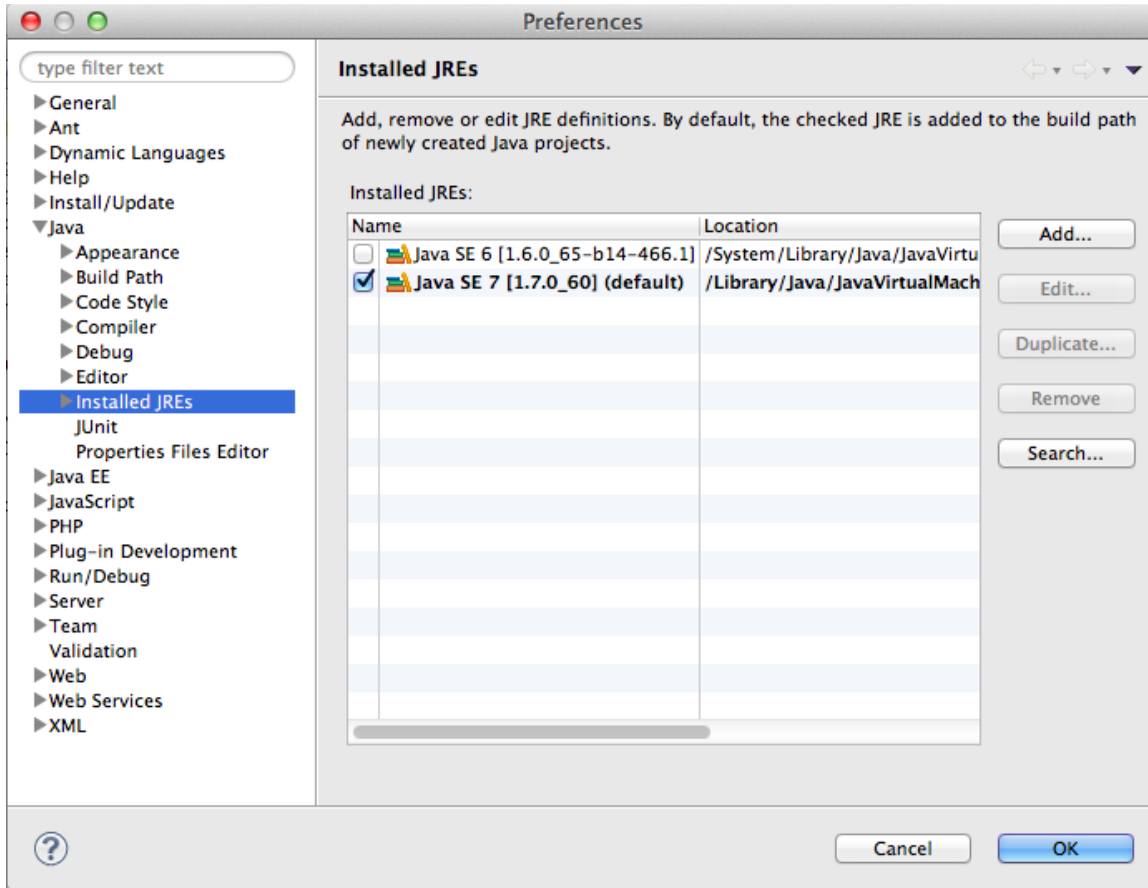 Preferences
type filter text
General
Ant
Dynamic Languages
Help
Install/Update
Java
Appearance
Build Path
Code Style
Compiler
Debug
Editor
Installed JREs
JUnit
Properties Files Editor
Java EE
JavaScript
PHP
Plug-in Development
Run/Debug
Server
Team
Validation
Web
Web Services
XML
Installed JREs
Add, remove or edit JRE definitions. By default, the checked JRE is added to the build path
of newly created Java projects.
Installed JREs:
Name Location
Java SE 6 [1.6.0_65-b14-466.1] /System/Library/Java/JavaVirtu
Java SE 7 [1.7.0_60] (default) /Library/Java/JavaVirtualMach
Add...
Edit...
Duplicate...
Remove
Search...
?
Cancel OK